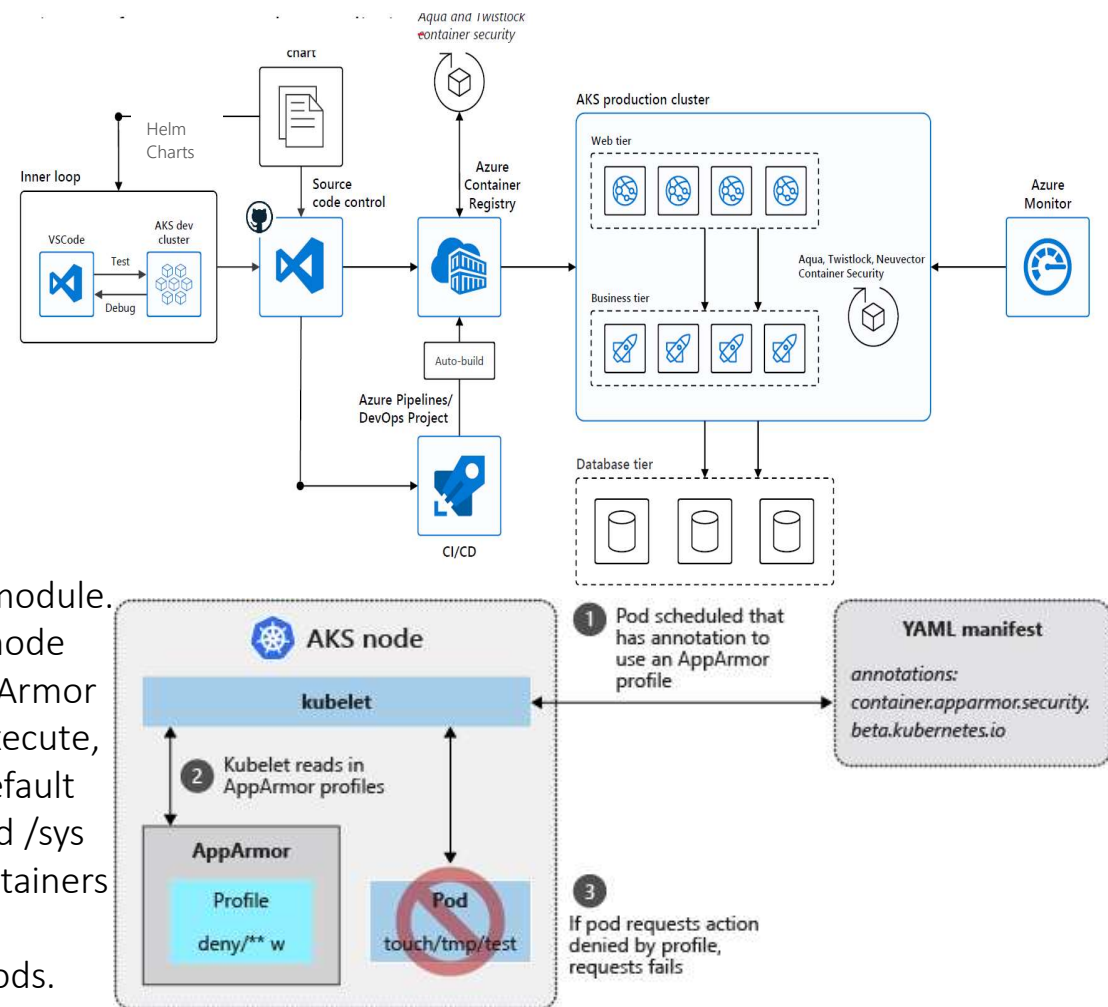 Aqua and Twistlock
container security
chart
Helm
Charts
Inner loop
VSCode
AKS dev
cluster
Test
Debug
Source
code control
Azure
Container
Registry
Auto-build
Azure Pipelines/
DevOps Project
CI/CD
AKS production cluster
Web tier
Business tier
Aqua, Twistlock, Neuvector
Container Security
Azure
Monitor
Database tier
module.
node
Armor
xecute,
efault
d /sys
tainers
ods.
AKS node
kubelet
2
Kubelet reads in
AppArmor profiles
AppArmor
Profile
deny/** w
Pod
touch/tmp/test
1
Pod scheduled that
has annotation to
use an AppArmor
profile
YAML manifest
annotations:
container.apparmor.security.
beta.kubernetes.io
3
If pod requests action
denied by profile,
requests fails